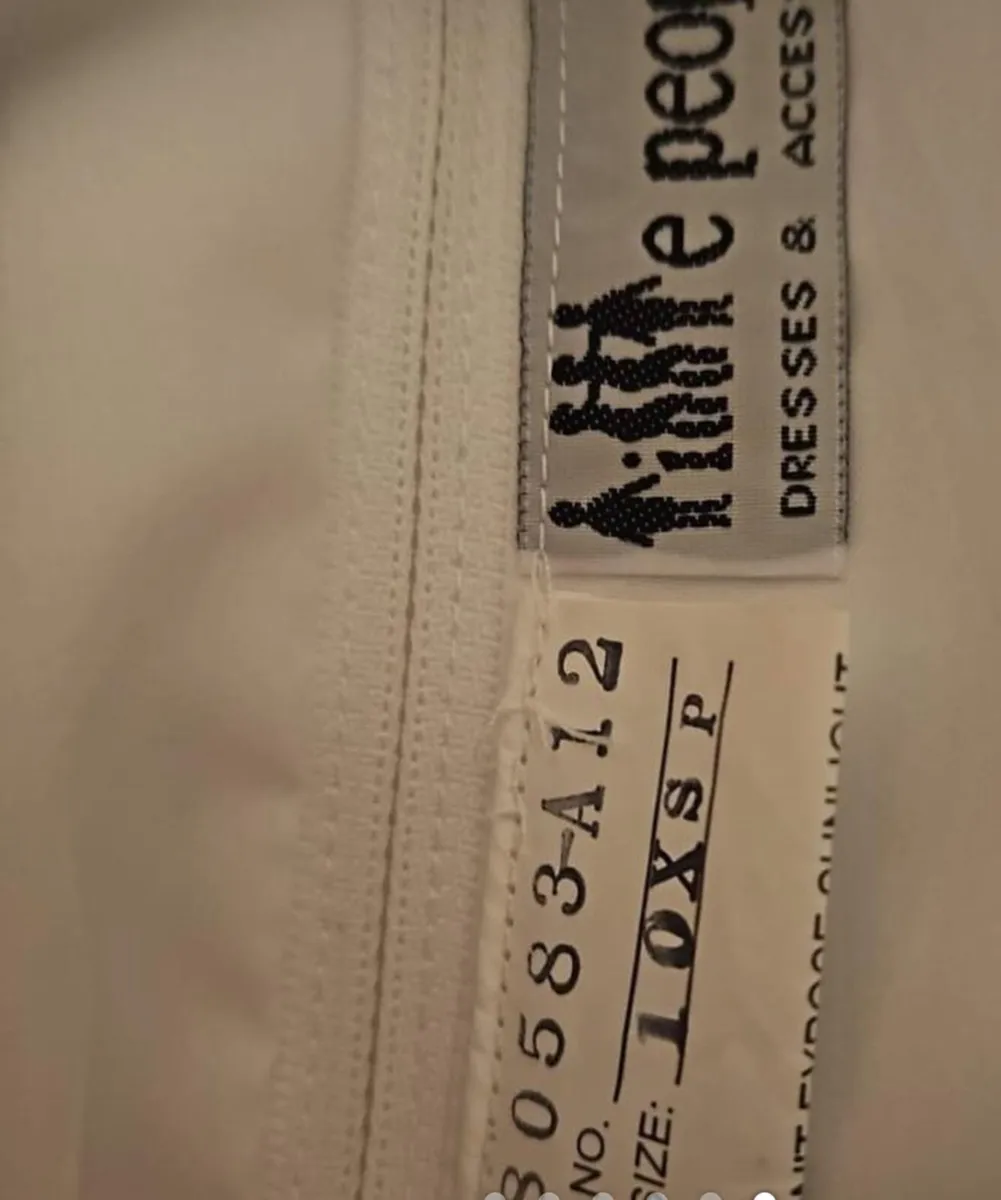 e peop
DRESSES & ACCES
80583-A12
NO.
SIZE: 10XSP